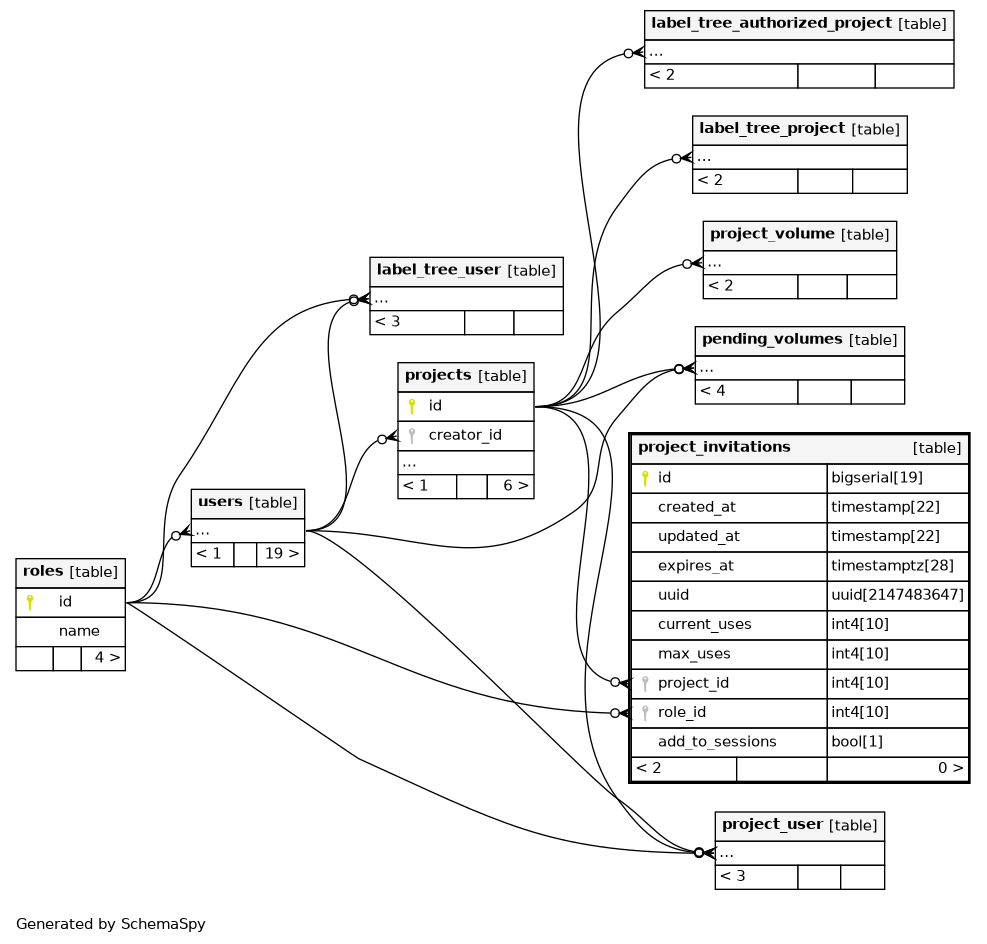 label_tree_authorized_project [table]
...
< 2
label_tree_project [table]
...
< 2
project_volume [table]
...
< 2
label_tree_user [table]
...
< 3
pending_volumes [table]
...
< 4
projects [table]
id
creator_id
...
< 1 6 >
project_invitations [table]
id bigserial[19]
created_at timestamp[22]
updated_at timestamp[22]
expires_at timestamptz[28]
uuid uuid[2147483647]
current_uses int4[10]
max_uses int4[10]
project_id int4[10]
role_id int4[10]
add_to_sessions bool[1]
< 2 0 >
users [table]
...
< 1 19 >
roles [table]
id
name
4 >
project_user [table]
...
< 3
Generated by SchemaSpy